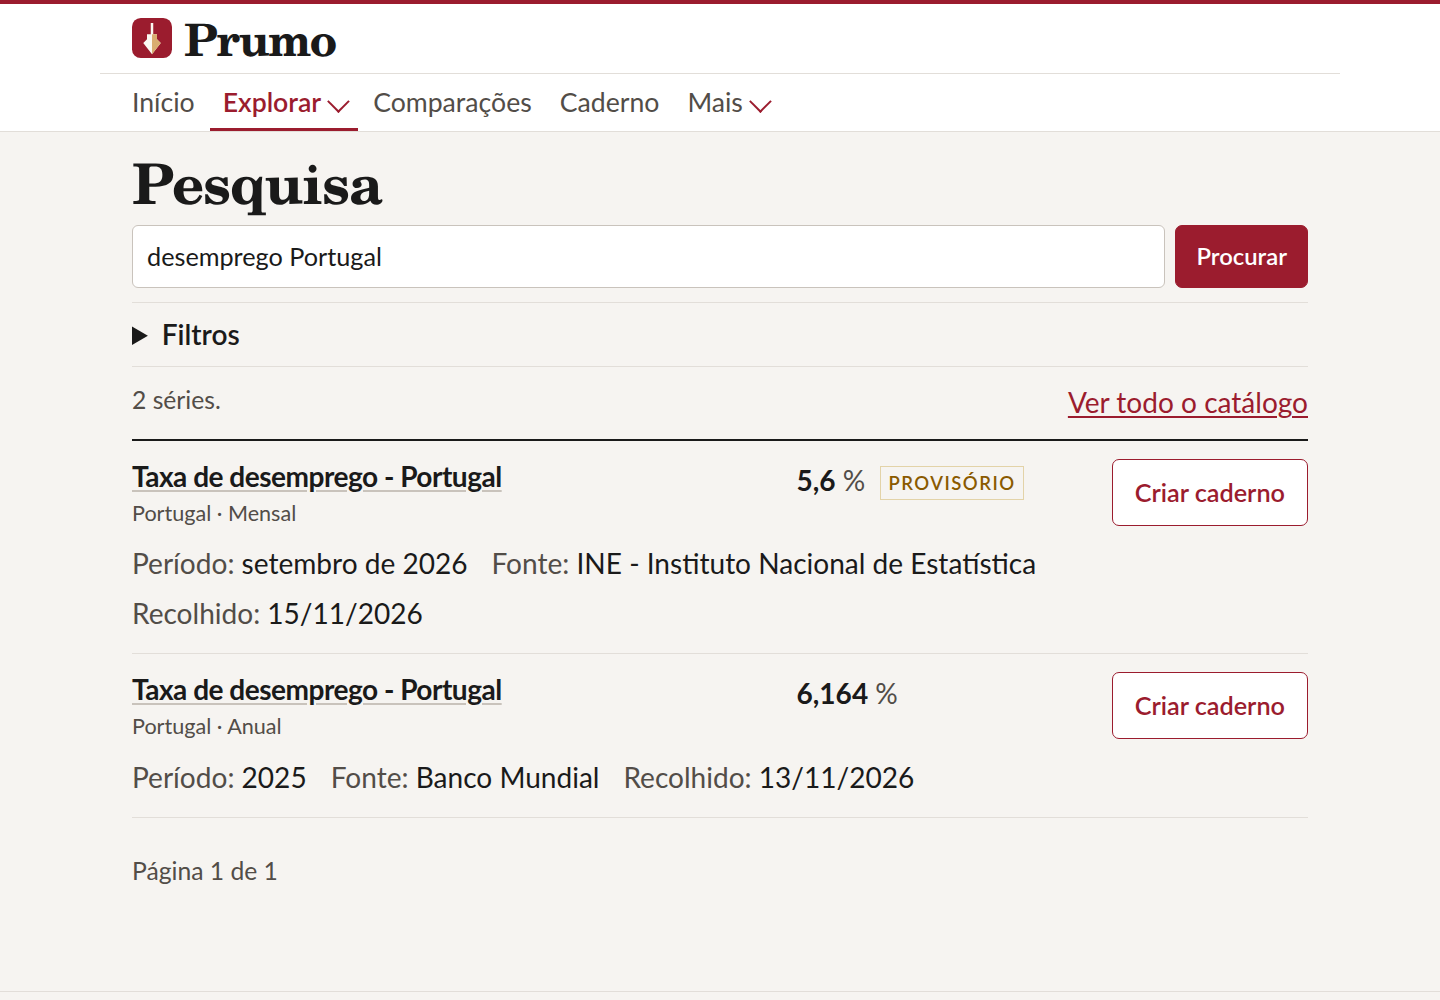 Prumo
Início Explorar Comparações Caderno Mais
Pesquisa
desemprego Portugal Procurar
Filtros
2 séries. Ver todo o catálogo
Taxa de desemprego - Portugal 5,6 % PROVISÓRIO Criar caderno
Portugal · Mensal
Período: setembro de 2026 Fonte: INE - Instituto Nacional de Estatística
Recolhido: 15/11/2026
Taxa de desemprego - Portugal 6,164 % Criar caderno
Portugal · Anual
Período: 2025 Fonte: Banco Mundial Recolhido: 13/11/2026
Página 1 de 1